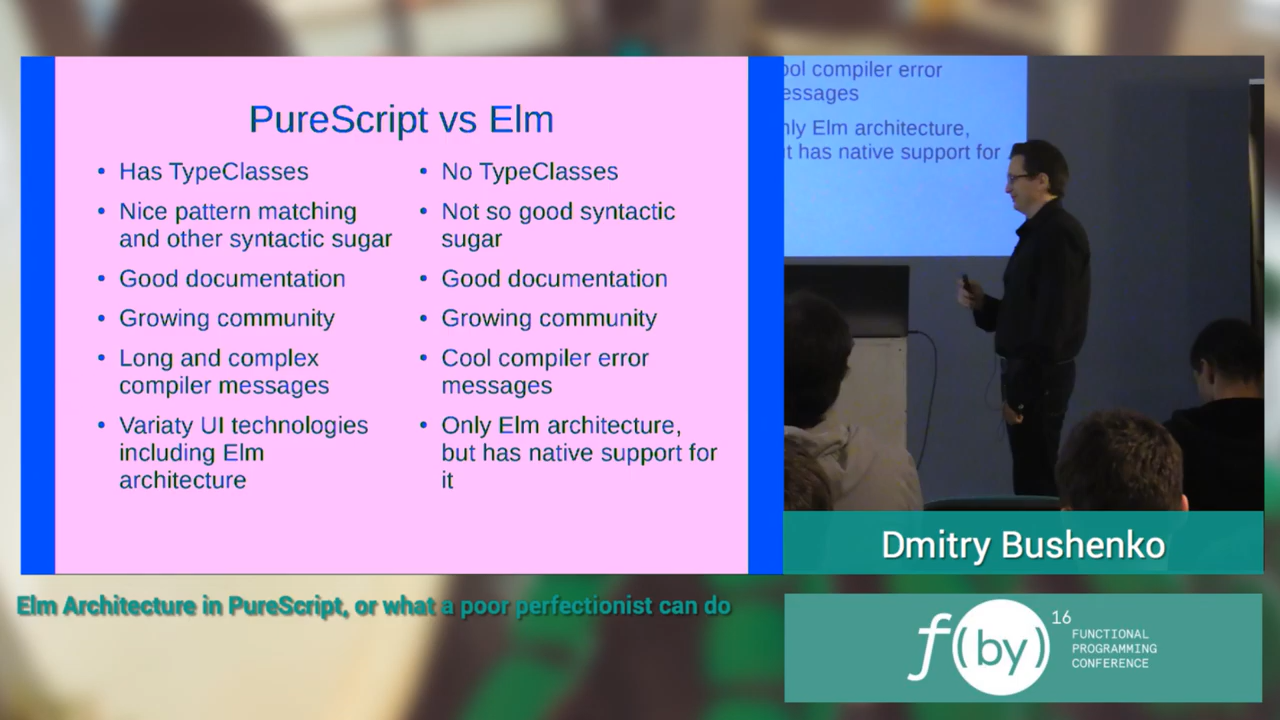 PureScript vs Elm
• Has TypeClasses
• Nice pattern matching
and other syntactic sugar
• Good documentation
• Growing community
• Long and complex
compiler messages
• Variaty UI technologies
including Elm
architecture
• No TypeClasses
• Not so good syntactic
sugar
• Good documentation
• Growing community
• Cool compiler error
messages
• Only Elm architecture,
but has native support for
it
ool compiler error
essages
nly Elm architecture,
t has native support for
Dmitry Bushenko
Elm Architecture in PureScript, or what a poor perfectionist can do
f(by)16
FUNCTIONAL
PROGRAMMING
CONFERENCE